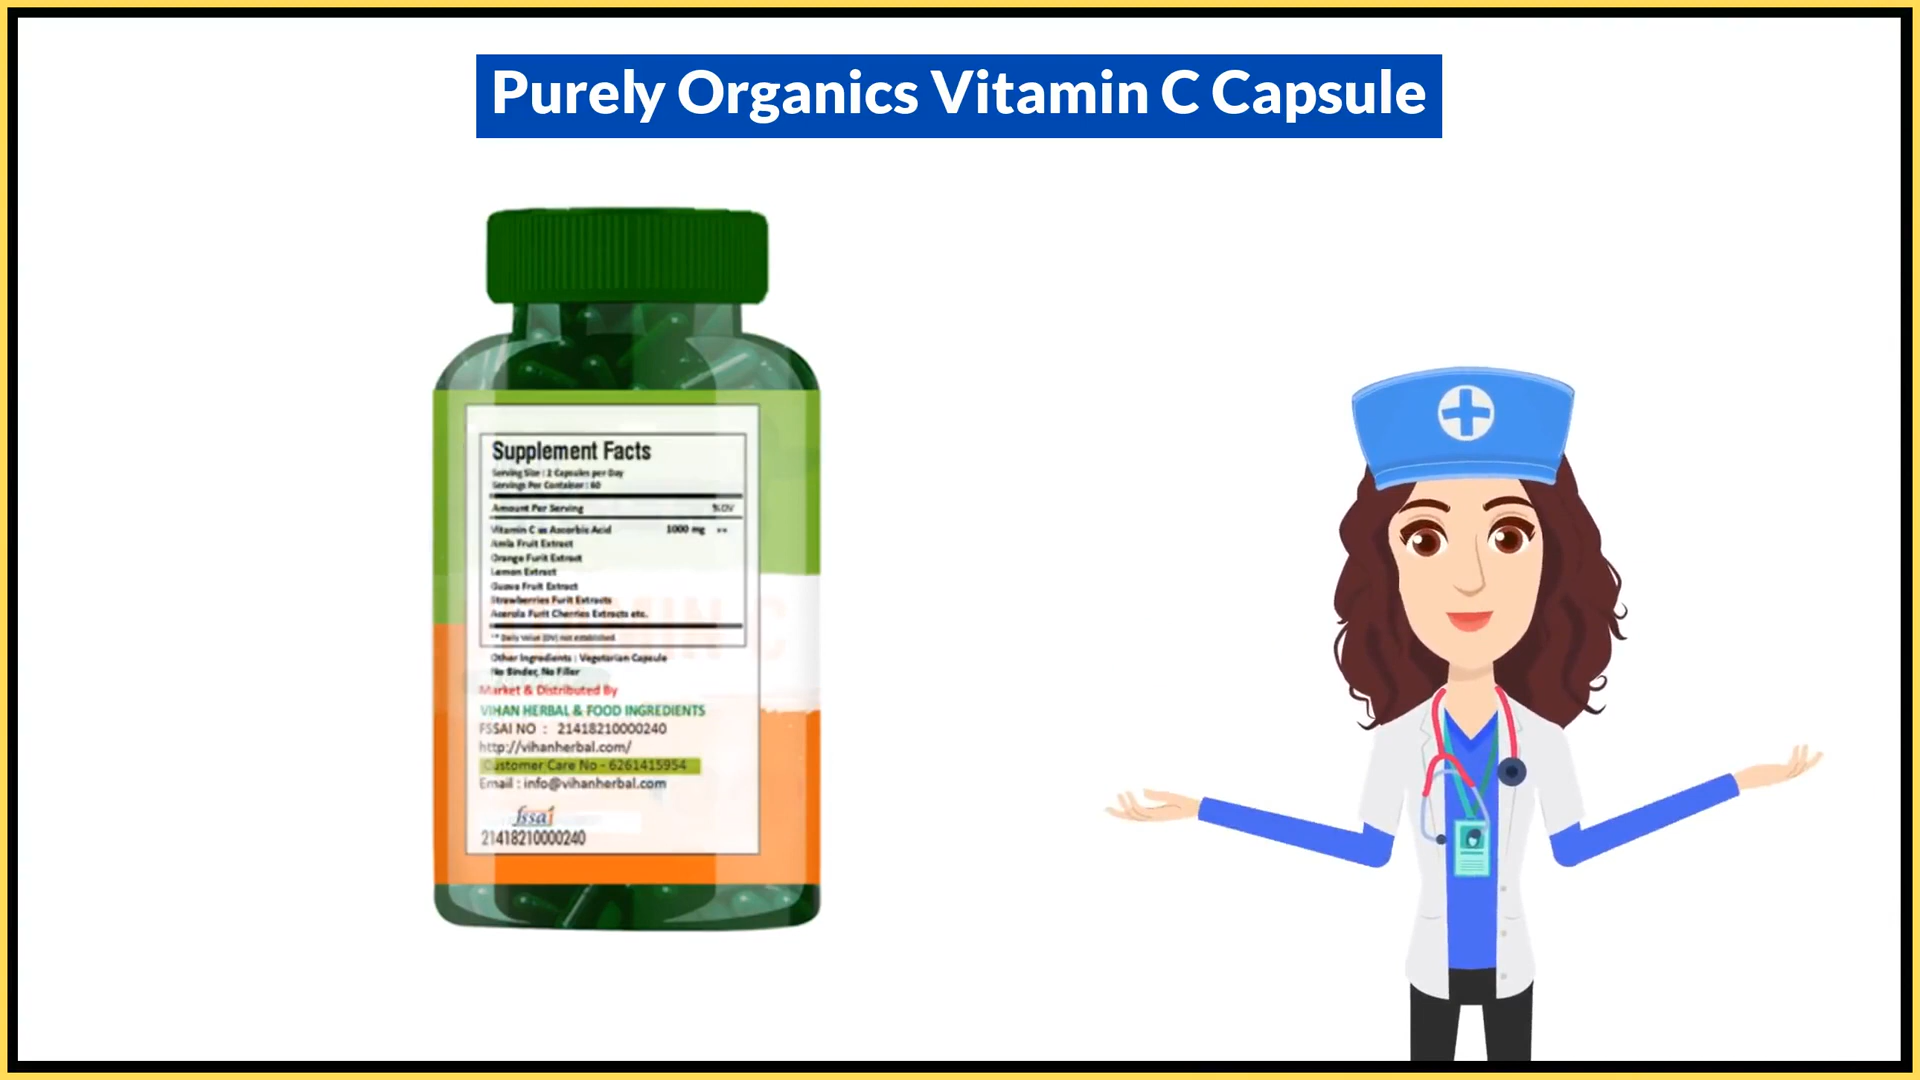 Purely Organics Vitamin C Capsule
Supplement Facts
Serving Size : 2 Capsules per Day
Servings Per Container : 60
Amount Per Serving %DV
Vitamin C as Ascorbic Acid 1000 mg **
Amla Fruit Extract
Orange Furit Extract
Lemon Extract
Guava Fruit Extract
Strawberries Furit Extracts
Acerola Furit Cherries Extracts etc.
** Daily Value (DV) not established
Other Ingredients : Vegetarian Capsule
No Binder, No Filler
Market & Distributed By
VIHAN HERBAL & FOOD INGREDIENTS
FSSAI NO : 21418210000240
http://vihanherbal.com/
Customer Care No - 6261415954
Email : info@vihanherbal.com
fssai
21418210000240